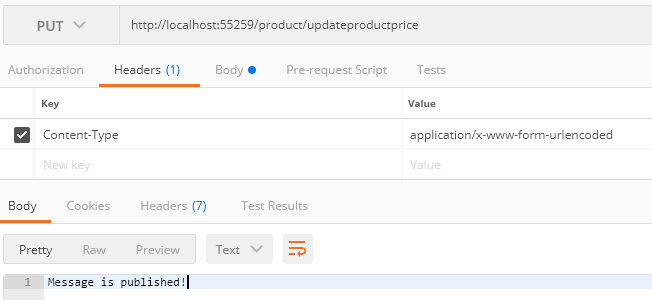 PUT http://localhost:55259/product/updateproductprice
Authorization Headers (1) Body Pre-request Script Tests
Key Value
Content-Type application/x-www-form-urlencoded
New key Value
Body Cookies Headers (7) Test Results
Pretty Raw Preview Text
1 Message is published!